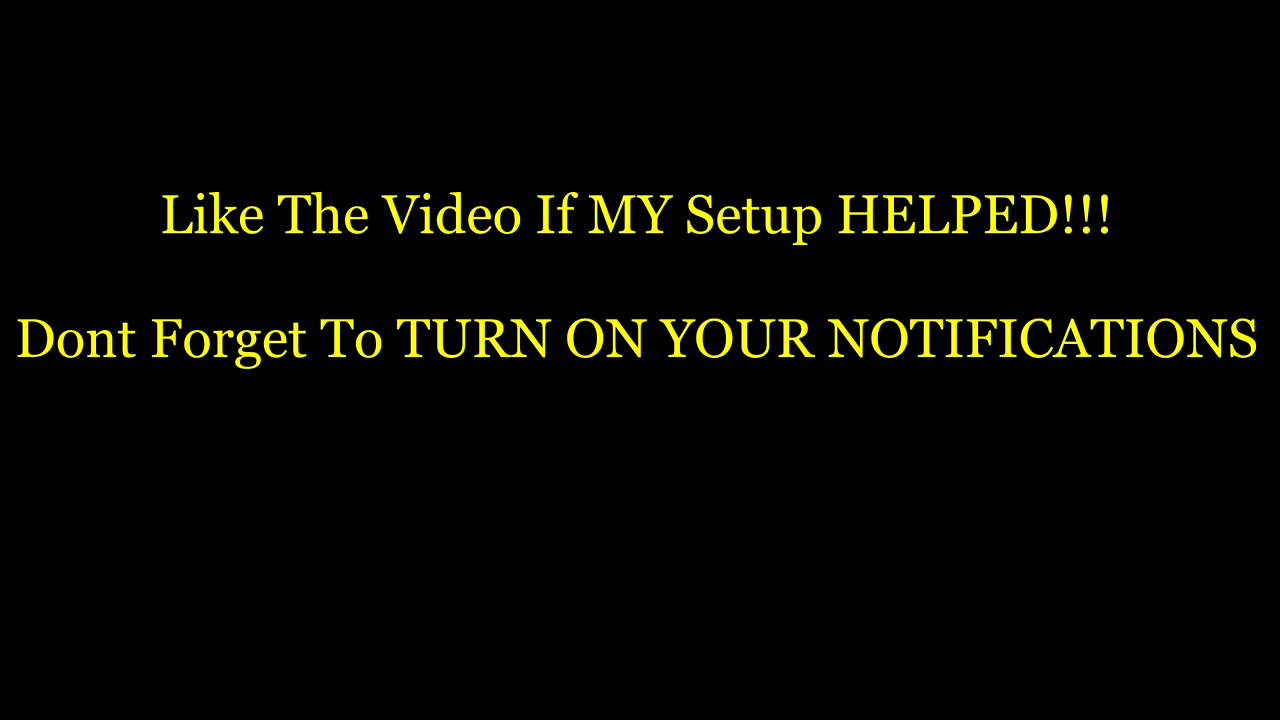 Like The Video If MY Setup HELPED!!!
Dont Forget To TURN ON YOUR NOTIFICATIONS